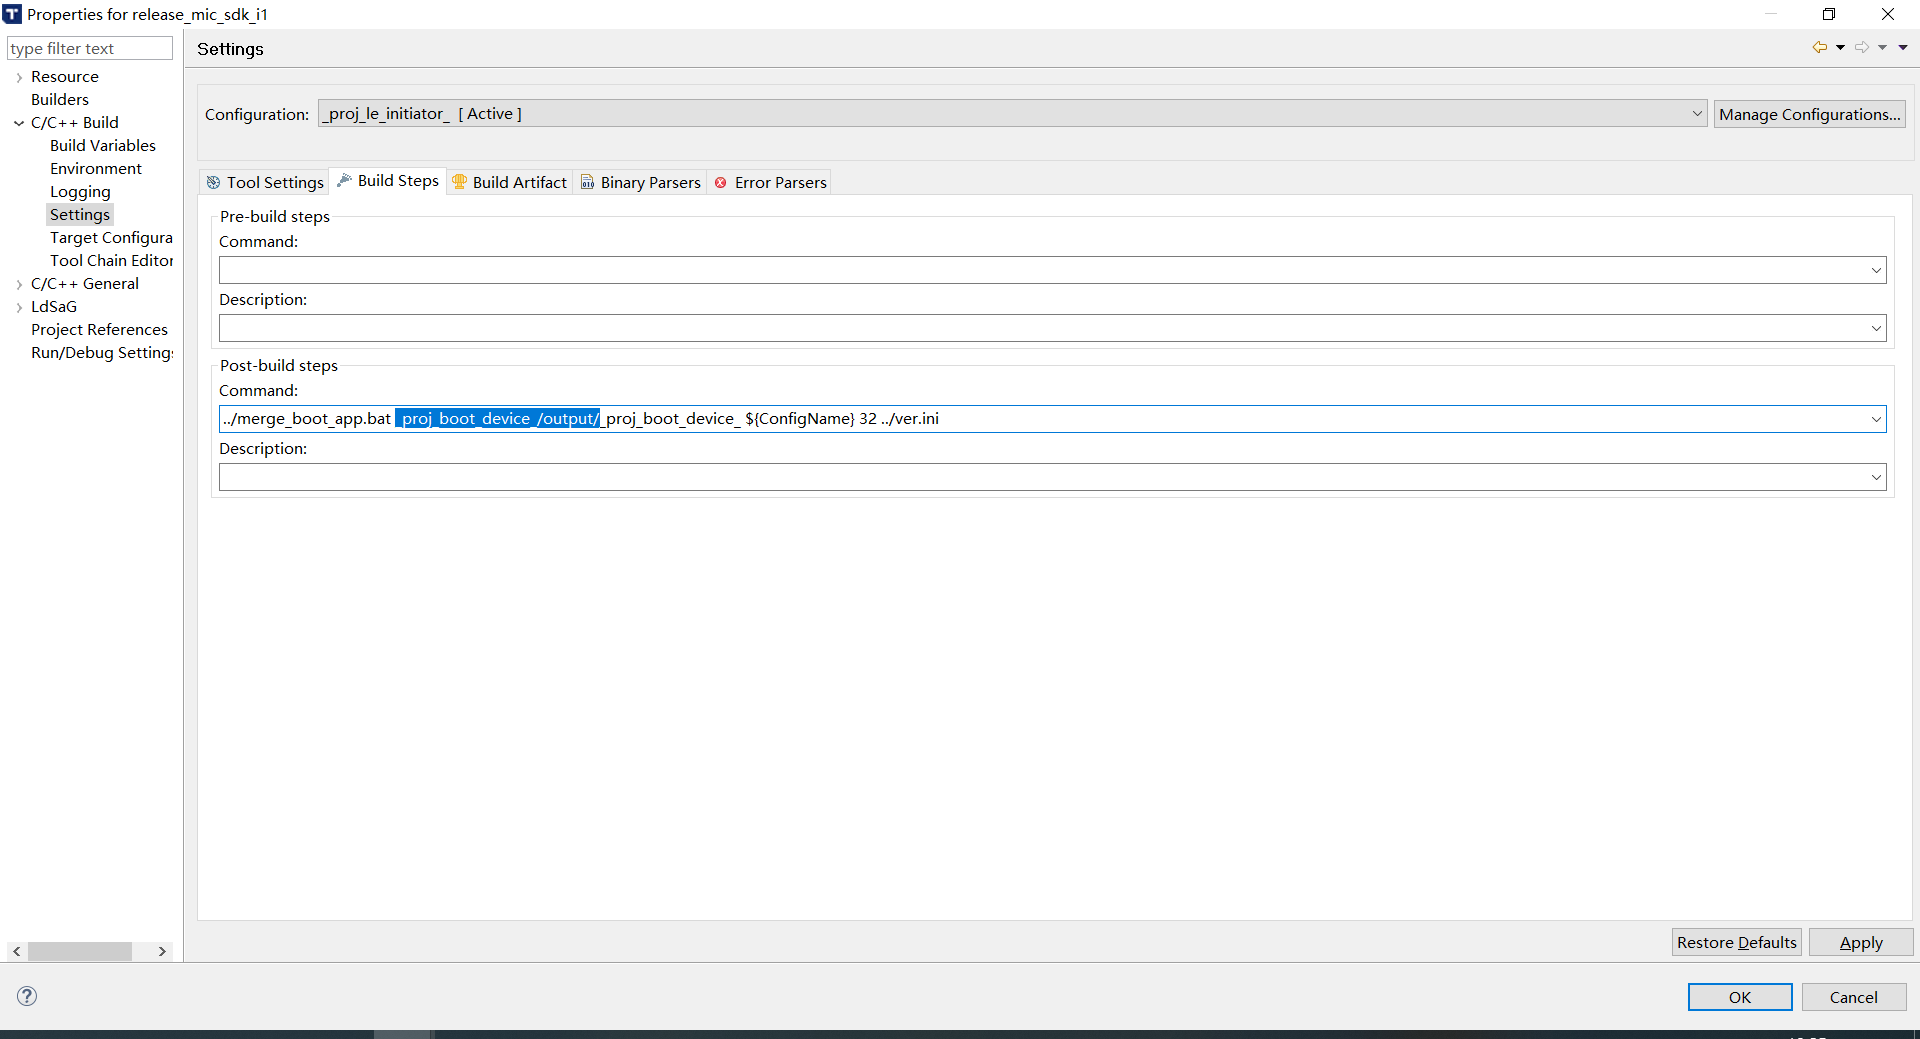 Properties for release_mic_sdk_i1
type filter text
Settings
Resource
Builders
C/C++ Build
Build Variables
Environment
Logging
Settings
Target Configura
Tool Chain Editor
C/C++ General
LdSaG
Project References
Run/Debug Settings
Configuration: _proj_le_initiator_ [ Active ] Manage Configurations...
Tool Settings Build Steps Build Artifact Binary Parsers Error Parsers
Pre-build steps
Command:
Description:
Post-build steps
Command:
../merge_boot_app.bat _proj_boot_device_/output/_proj_boot_device_ ${ConfigName} 32 ../ver.ini
Description:
Restore Defaults Apply
OK Cancel